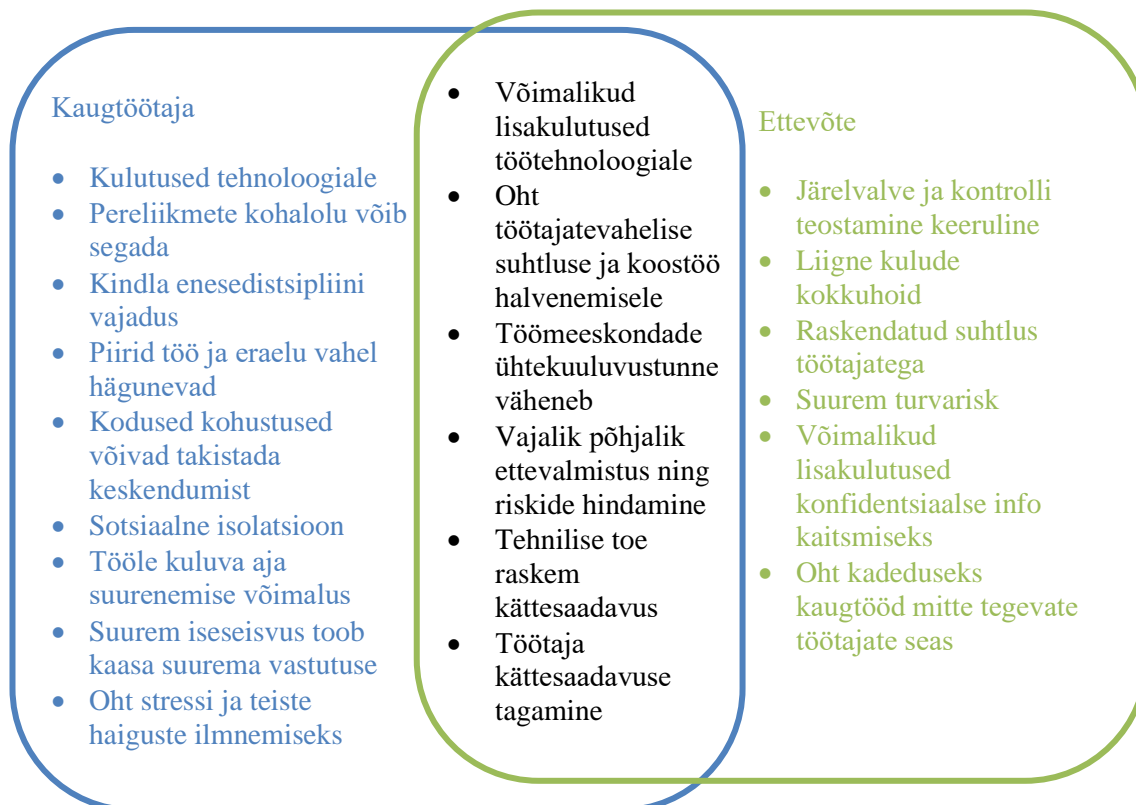 Kaugtöötaja
• Kulutused tehnoloogiale
• Pereliikmete kohalolu võib
segada
• Kindla enesedistsipliini
vajadus
• Piirid töö ja eraelu vahel
hägunevad
• Kodused kohustused
võivad takistada
keskendumist
• Sotsiaalne isolatsioon
• Tööle kuluva aja
suurenemise võimalus
• Suurem iseseisvus toob
kaasa suurema vastutuse
• Oht stressi ja teiste
haiguste ilmnemiseks
• Võimalikud
lisakulutused
töötehnoloogiale
• Oht
töötajatevahelise
suhtluse ja koostöö
halvenemisele
• Töömeeskondade
ühtekuuluvustunne
väheneb
• Vajalik põhjalik
ettevalmistus ning
riskide hindamine
• Tehnilise toe
raskem
kättesaadavus
• Töötaja
kättesaadavuse
tagamine
Ettevõte
• Järelvalve ja kontrolli
teostamine keeruline
• Liigne kulude
kokkuhoid
• Raskendatud suhtlus
töötajatega
• Suurem turvarisk
• Võimalikud
lisakulutused
konfidentsiaalse info
kaitsmiseks
• Oht kadeduseks
kaugtööd mitte tegevate
töötajate seas